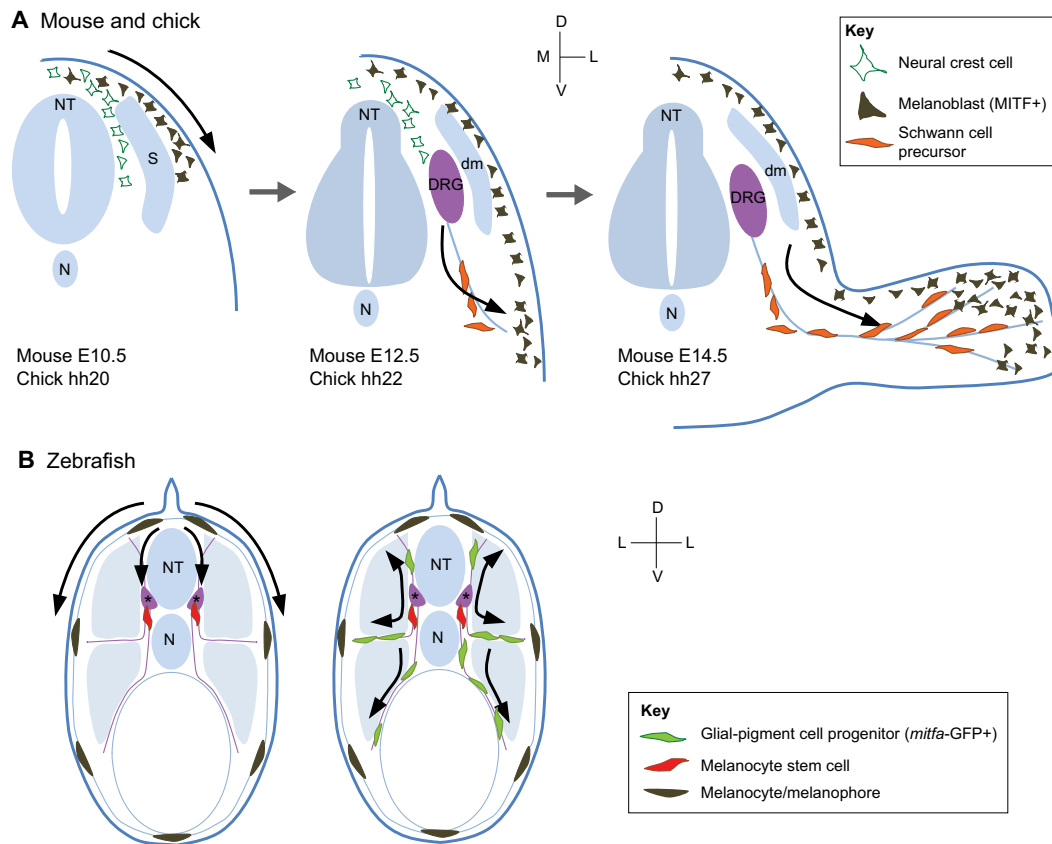 A Mouse and chick
D
M L
V
Key
Neural crest cell
Melanoblast (MITF+)
Schwann cell
precursor
NT
S
N
Mouse E10.5
Chick hh20
NT
dm
DRG
N
Mouse E12.5
Chick hh22
NT
dm
DRG
N
Mouse E14.5
Chick hh27
B Zebrafish
NT
* *
N
NT
* *
N
D
L L
V
Key
Glial-pigment cell progenitor (mitfa-GFP+)
Melanocyte stem cell
Melanocyte/melanophore